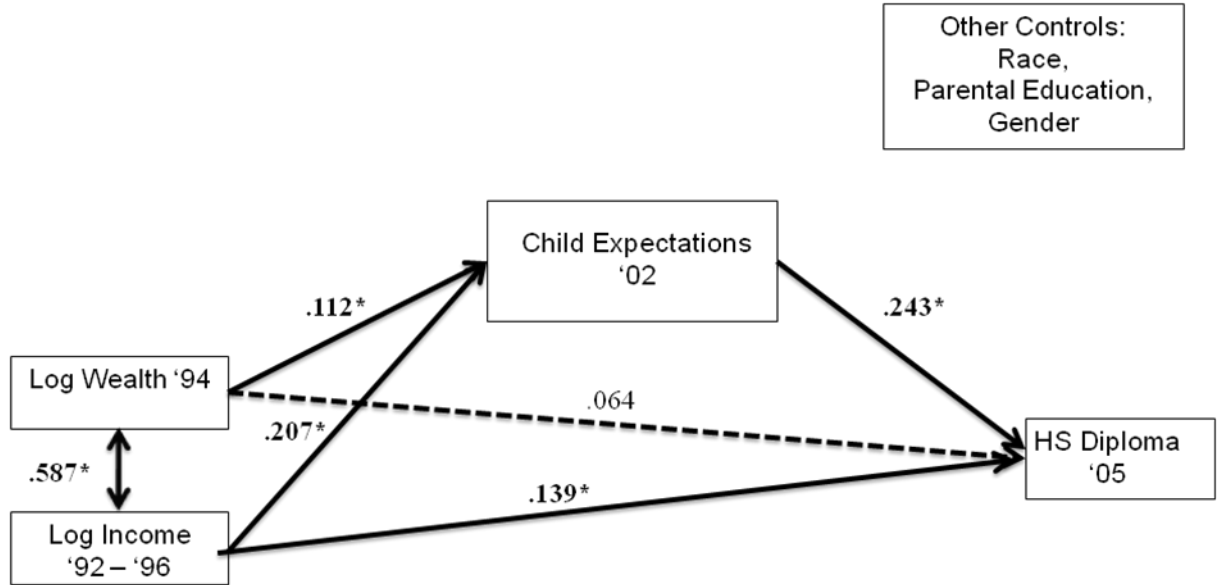 Other Controls:
Race,
Parental Education,
Gender
Child Expectations
‘02
.112*
.243*
Log Wealth ‘94
.064
.207*
HS Diploma
‘05
.587*
.139*
Log Income
‘92 – ‘96